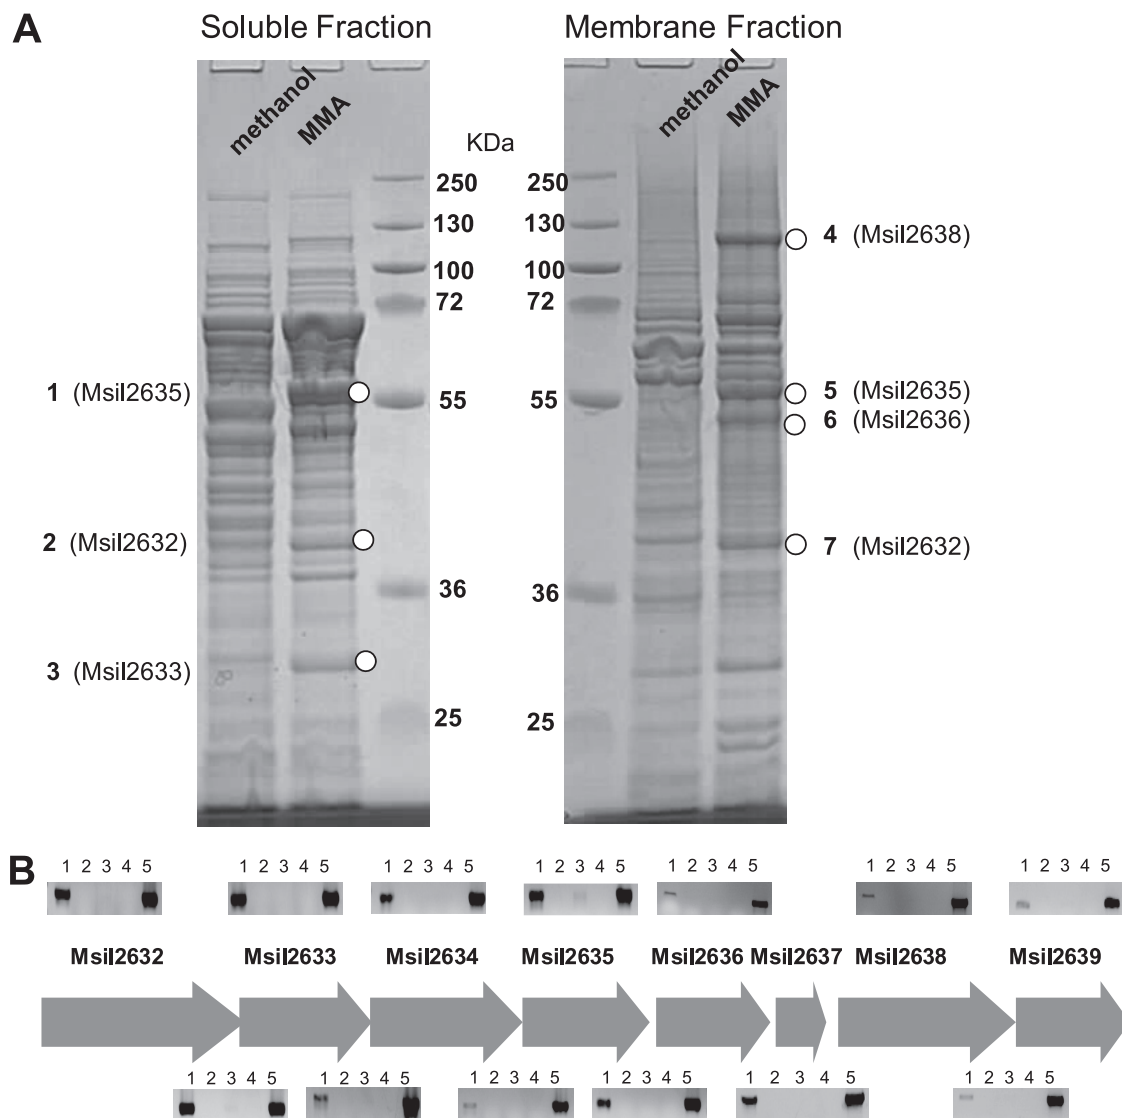 A
Soluble Fraction
Membrane Fraction
methanol
MMA
methanol
MMA
KDa
250
130
100
72
55
36
25
250
130
100
72
55
36
25
1 (Msil2635)
2 (Msil2632)
3 (Msil2633)
4 (Msil2638)
5 (Msil2635)
6 (Msil2636)
7 (Msil2632)
B
1 2 3 4 5
1 2 3 4 5
1 2 3 4 5
1 2 3 4 5
1 2 3 4 5
1 2 3 4 5
1 2 3 4 5
Msil2632 Msil2633 Msil2634 Msil2635 Msil2636 Msil2637 Msil2638 Msil2639
1 2 3 4 5
1 2 3 4 5
1 2 3 4 5
1 2 3 4 5
1 2 3 4 5
1 2 3 4 5